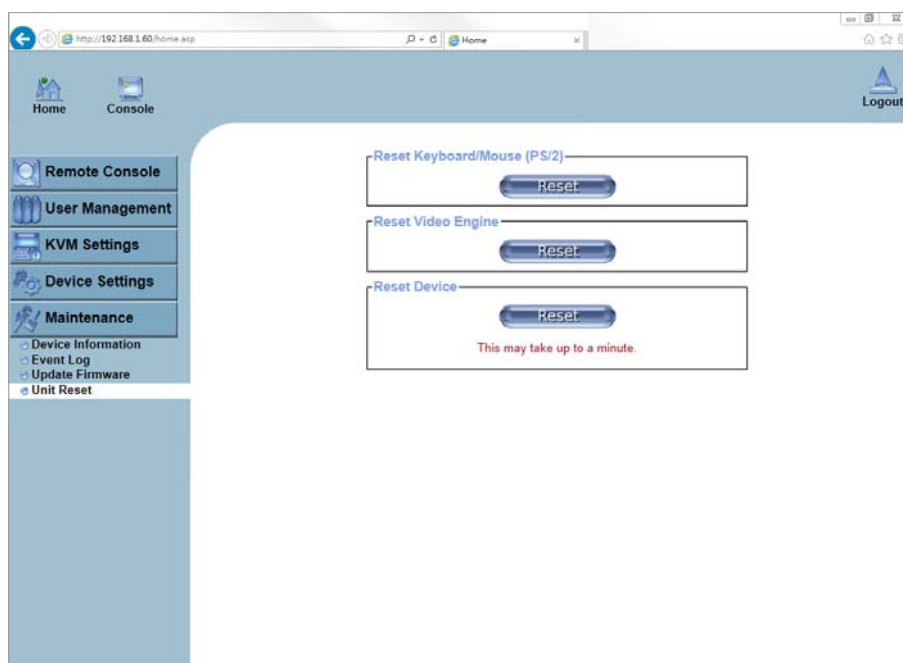 http://192.168.1.60/home.asp
Home
Home
Console
Logout
Remote Console
User Management
KVM Settings
Device Settings
Maintenance
Device Information
Event Log
Update Firmware
Unit Reset
Reset Keyboard/Mouse (PS/2)
Reset
Reset Video Engine
Reset
Reset Device
Reset
This may take up to a minute.